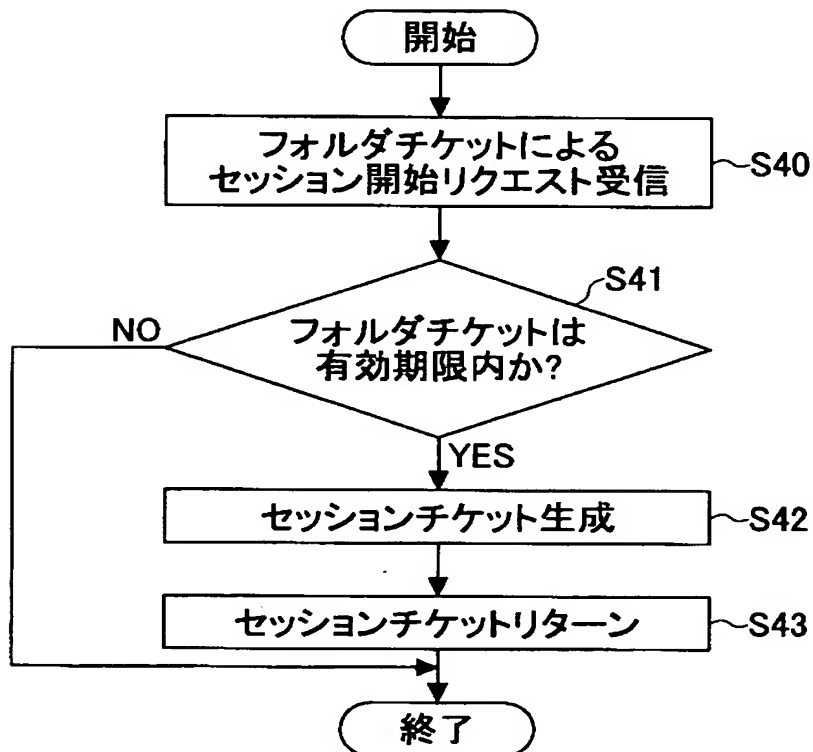 開始
フォルダチケットによる
セッション開始リクエスト受信
S40
S41
NO
フォルダチケットは
有効期限内か?
YES
セッションチケット生成
S42
セッションチケットリターン
S43
終了